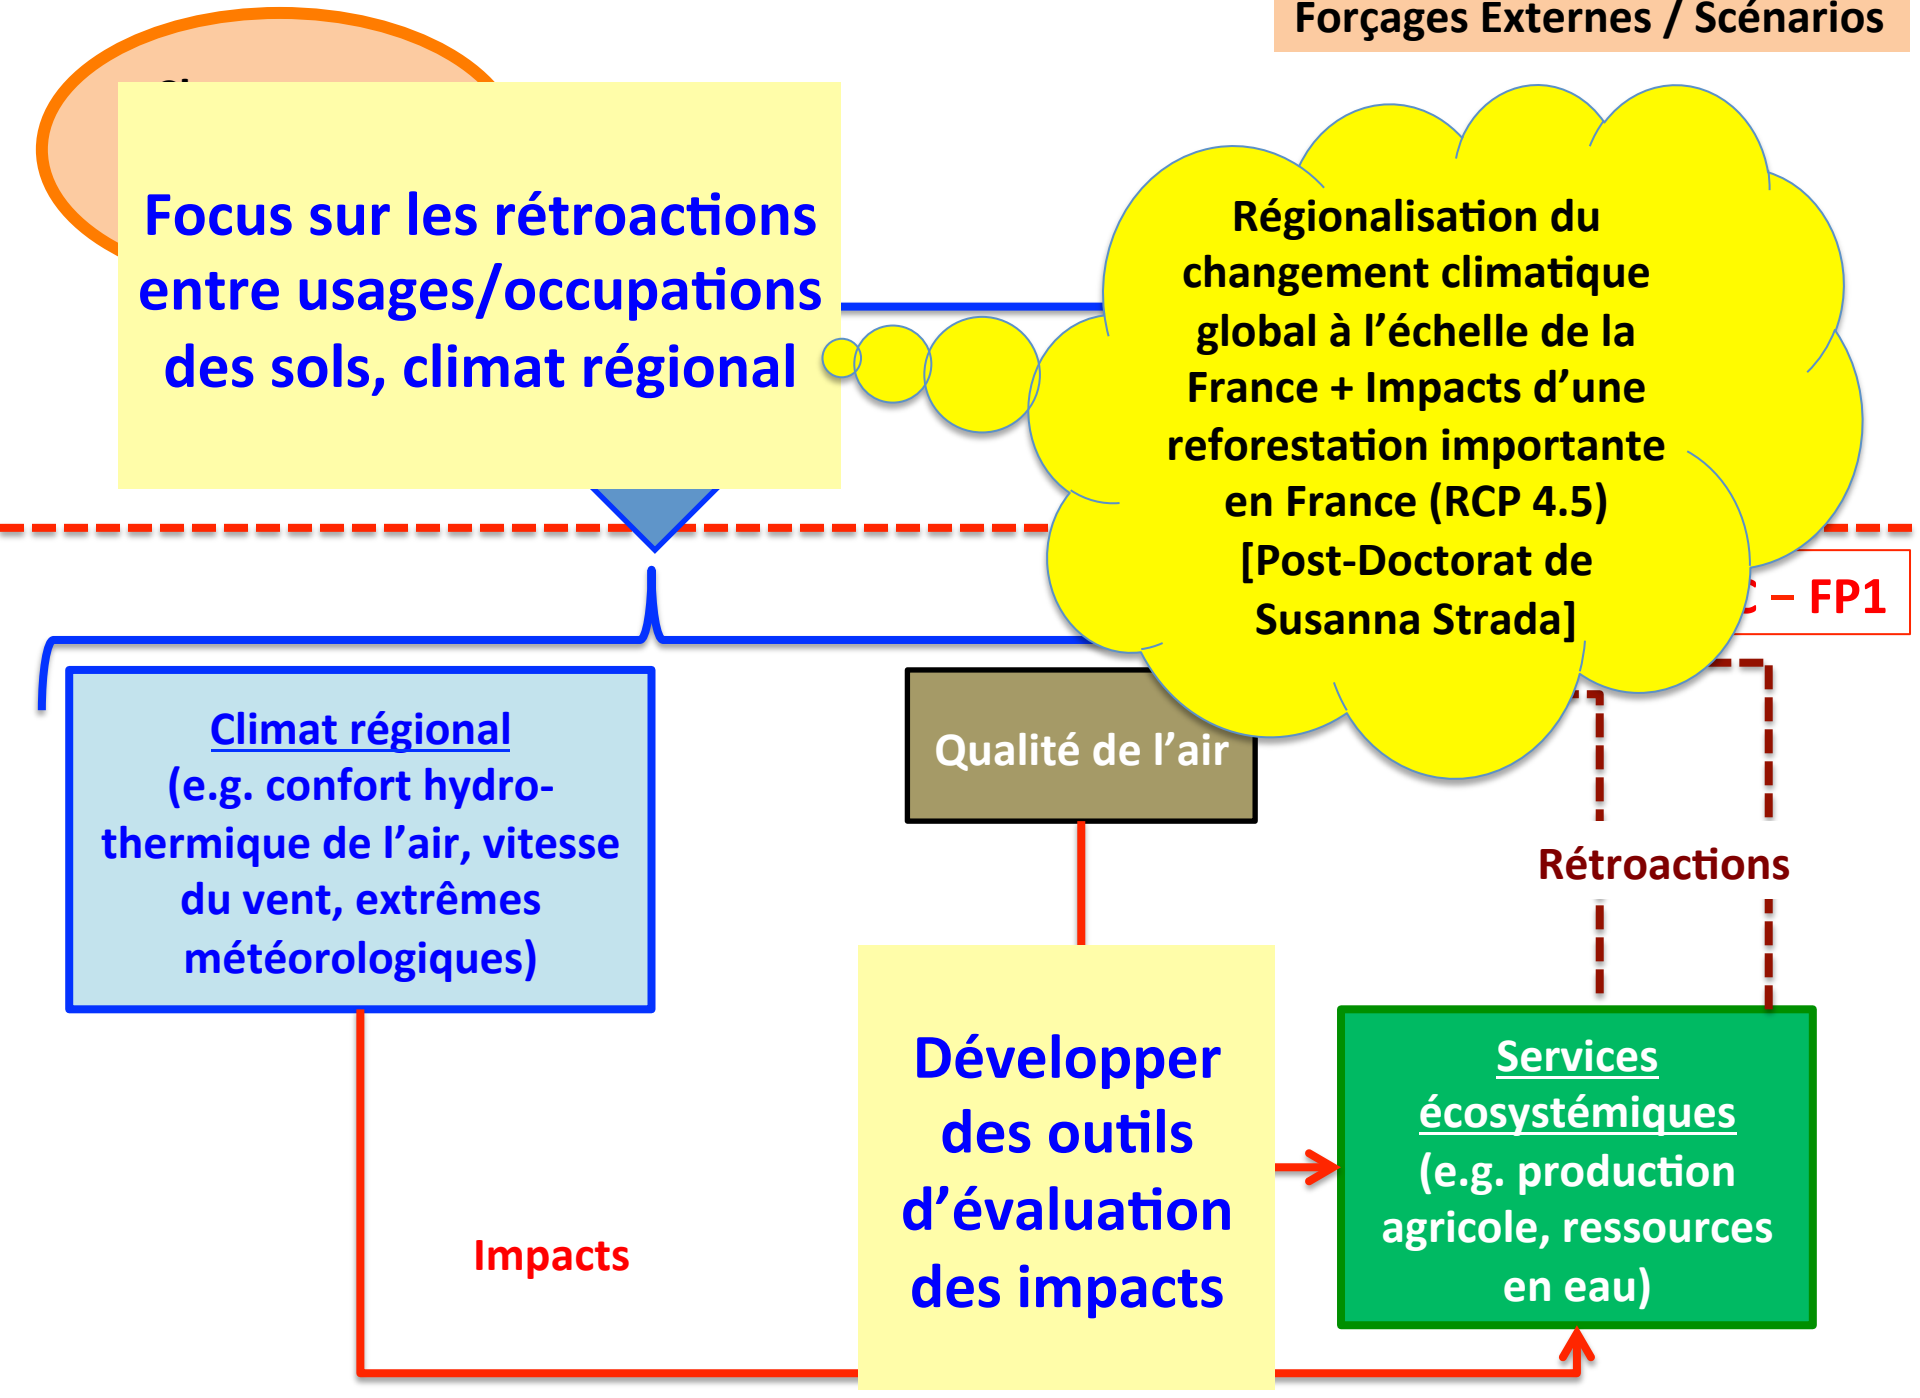 Forçages Externes / Scénarios
Focus sur les rétroactions
entre usages/occupations
des sols, climat régional
Régionalisation du
changement climatique
global à l’échelle de la
France + Impacts d’une
reforestation importante
en France (RCP 4.5)
[Post-Doctorat de
Susanna Strada]
– FP1
Climat régional
(e.g. confort hydro-
thermique de l’air, vitesse
du vent, extrêmes
météorologiques)
Qualité de l’air
Rétroactions
Développer
des outils
d’évaluation
des impacts
Services
écosystémiques
(e.g. production
agricole, ressources
en eau)
Impacts